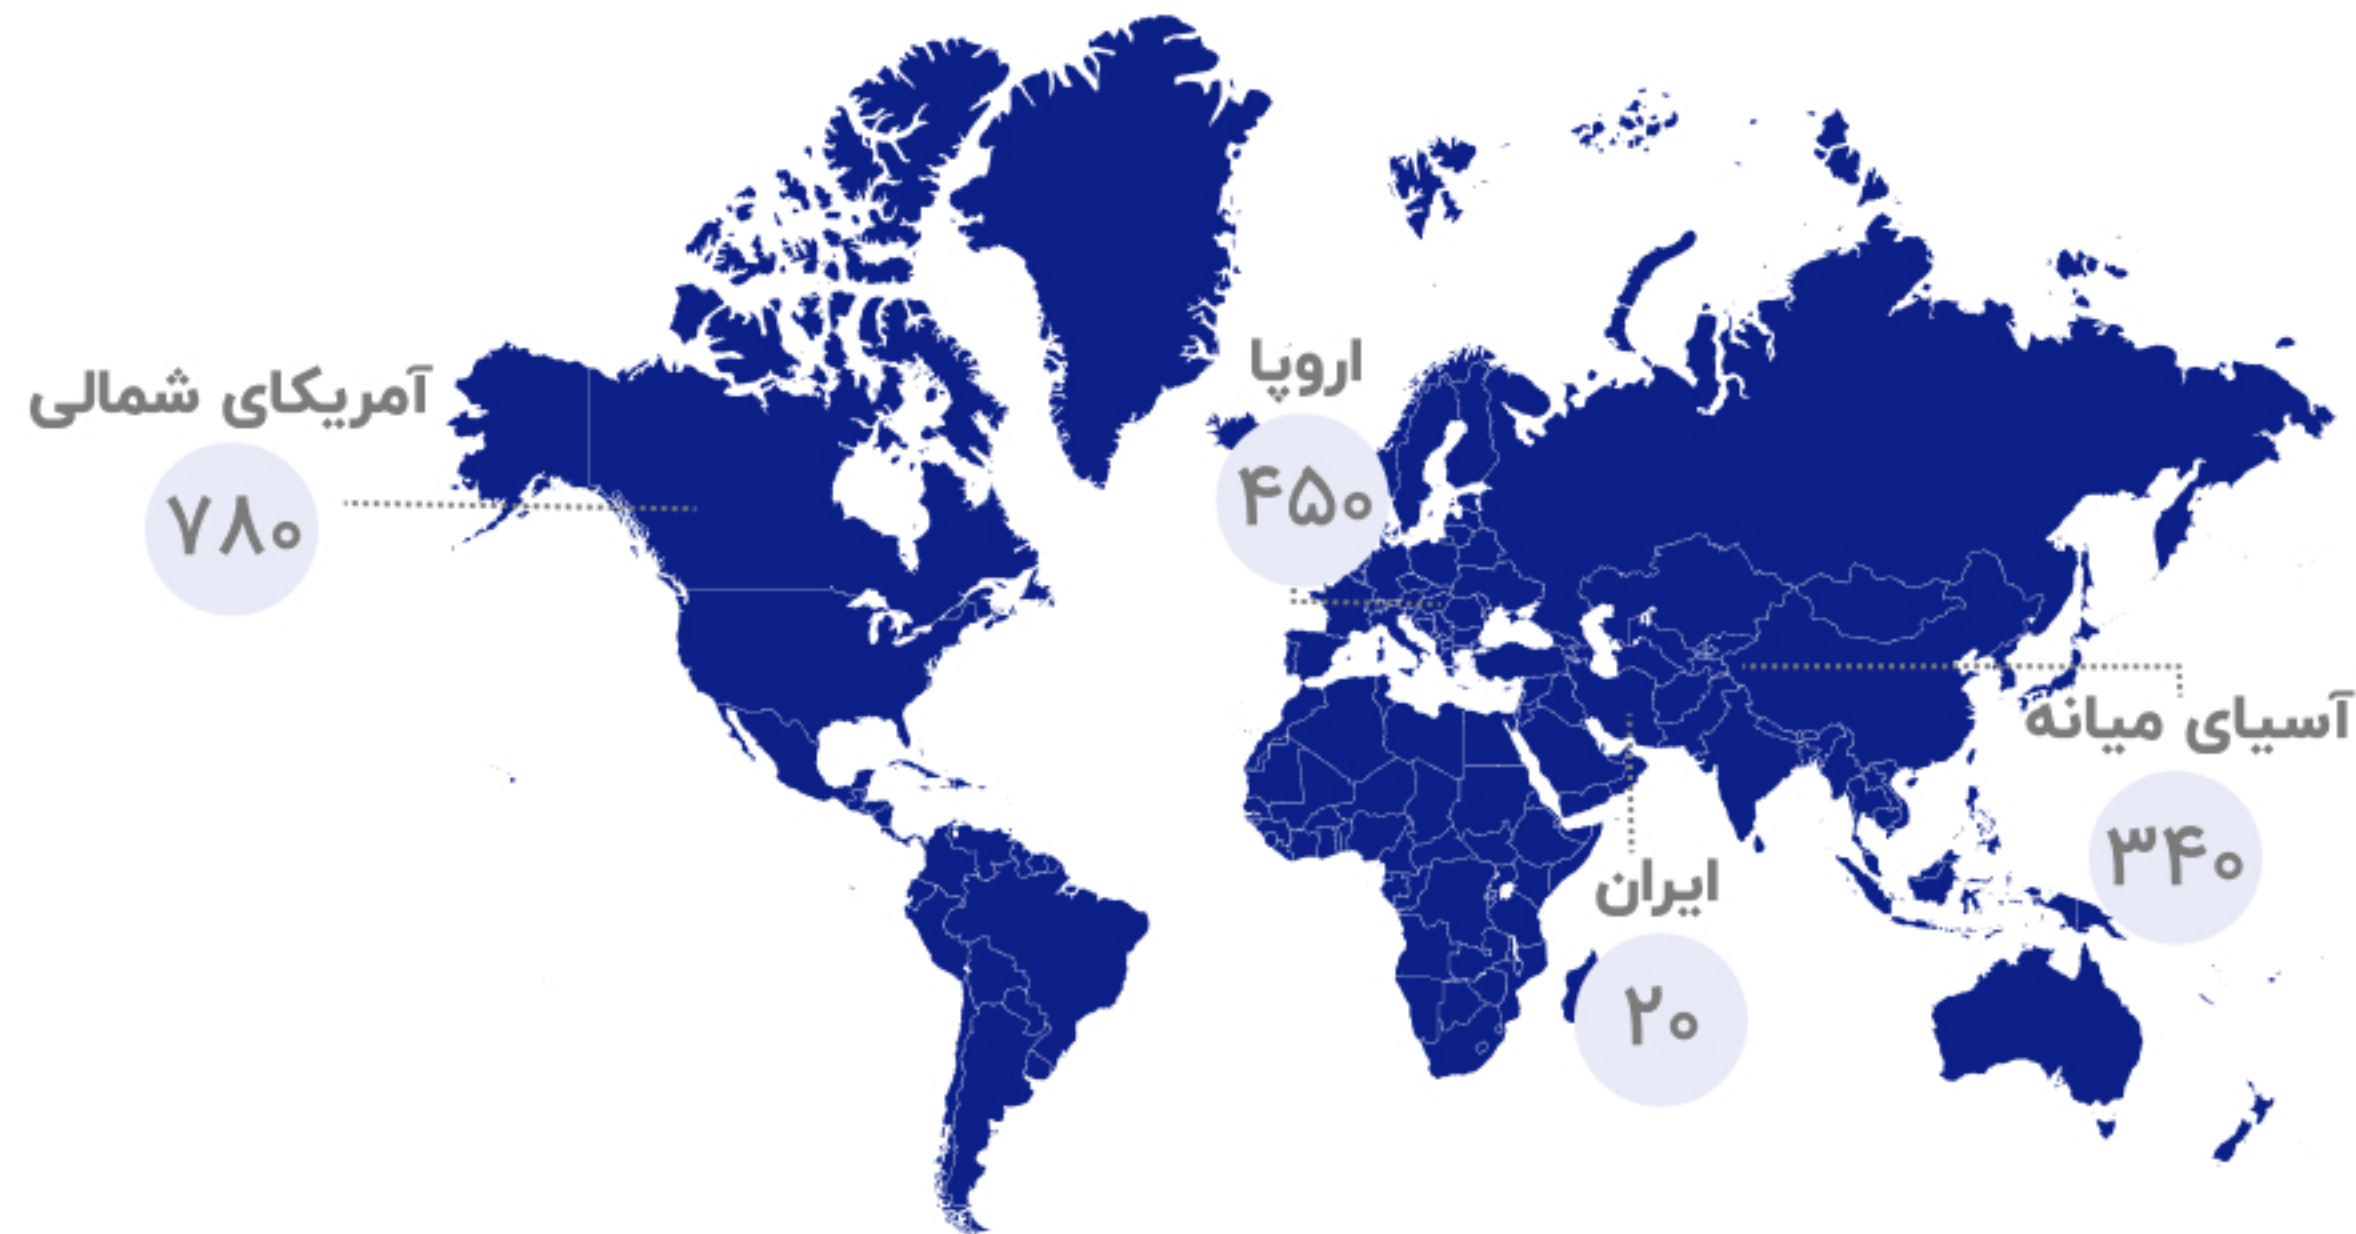 اروپا
۴۵۰
آمریکای شمالی
۷۸۰
آسیای میانه
۳۴۰
ایران
۲۰